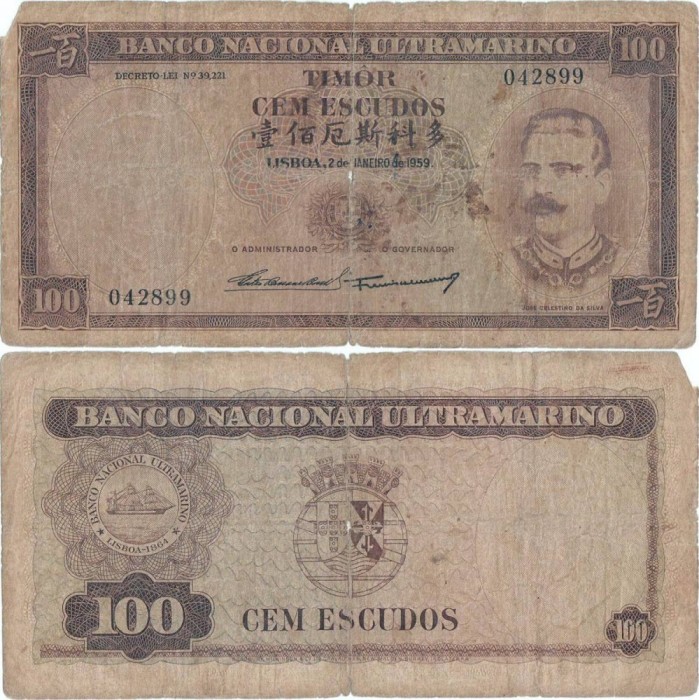 一百 BANCO NACIONAL ULTRAMARINO 100
DECRETO-LEI Nº 39,221 TIMOR 042899
CEM ESCUDOS
壹佰厄斯科多
LISBOA, 2 de JANEIRO de 1959.
O ADMINISTRADOR O GOVERNADOR
100 042899 一百
JOSÉ CELESTINO DA SILVA
BANCO NACIONAL ULTRAMARINO
BANCO NACIONAL ULTRAMARINO
LISBOA-1864
100 CEM ESCUDOS 100